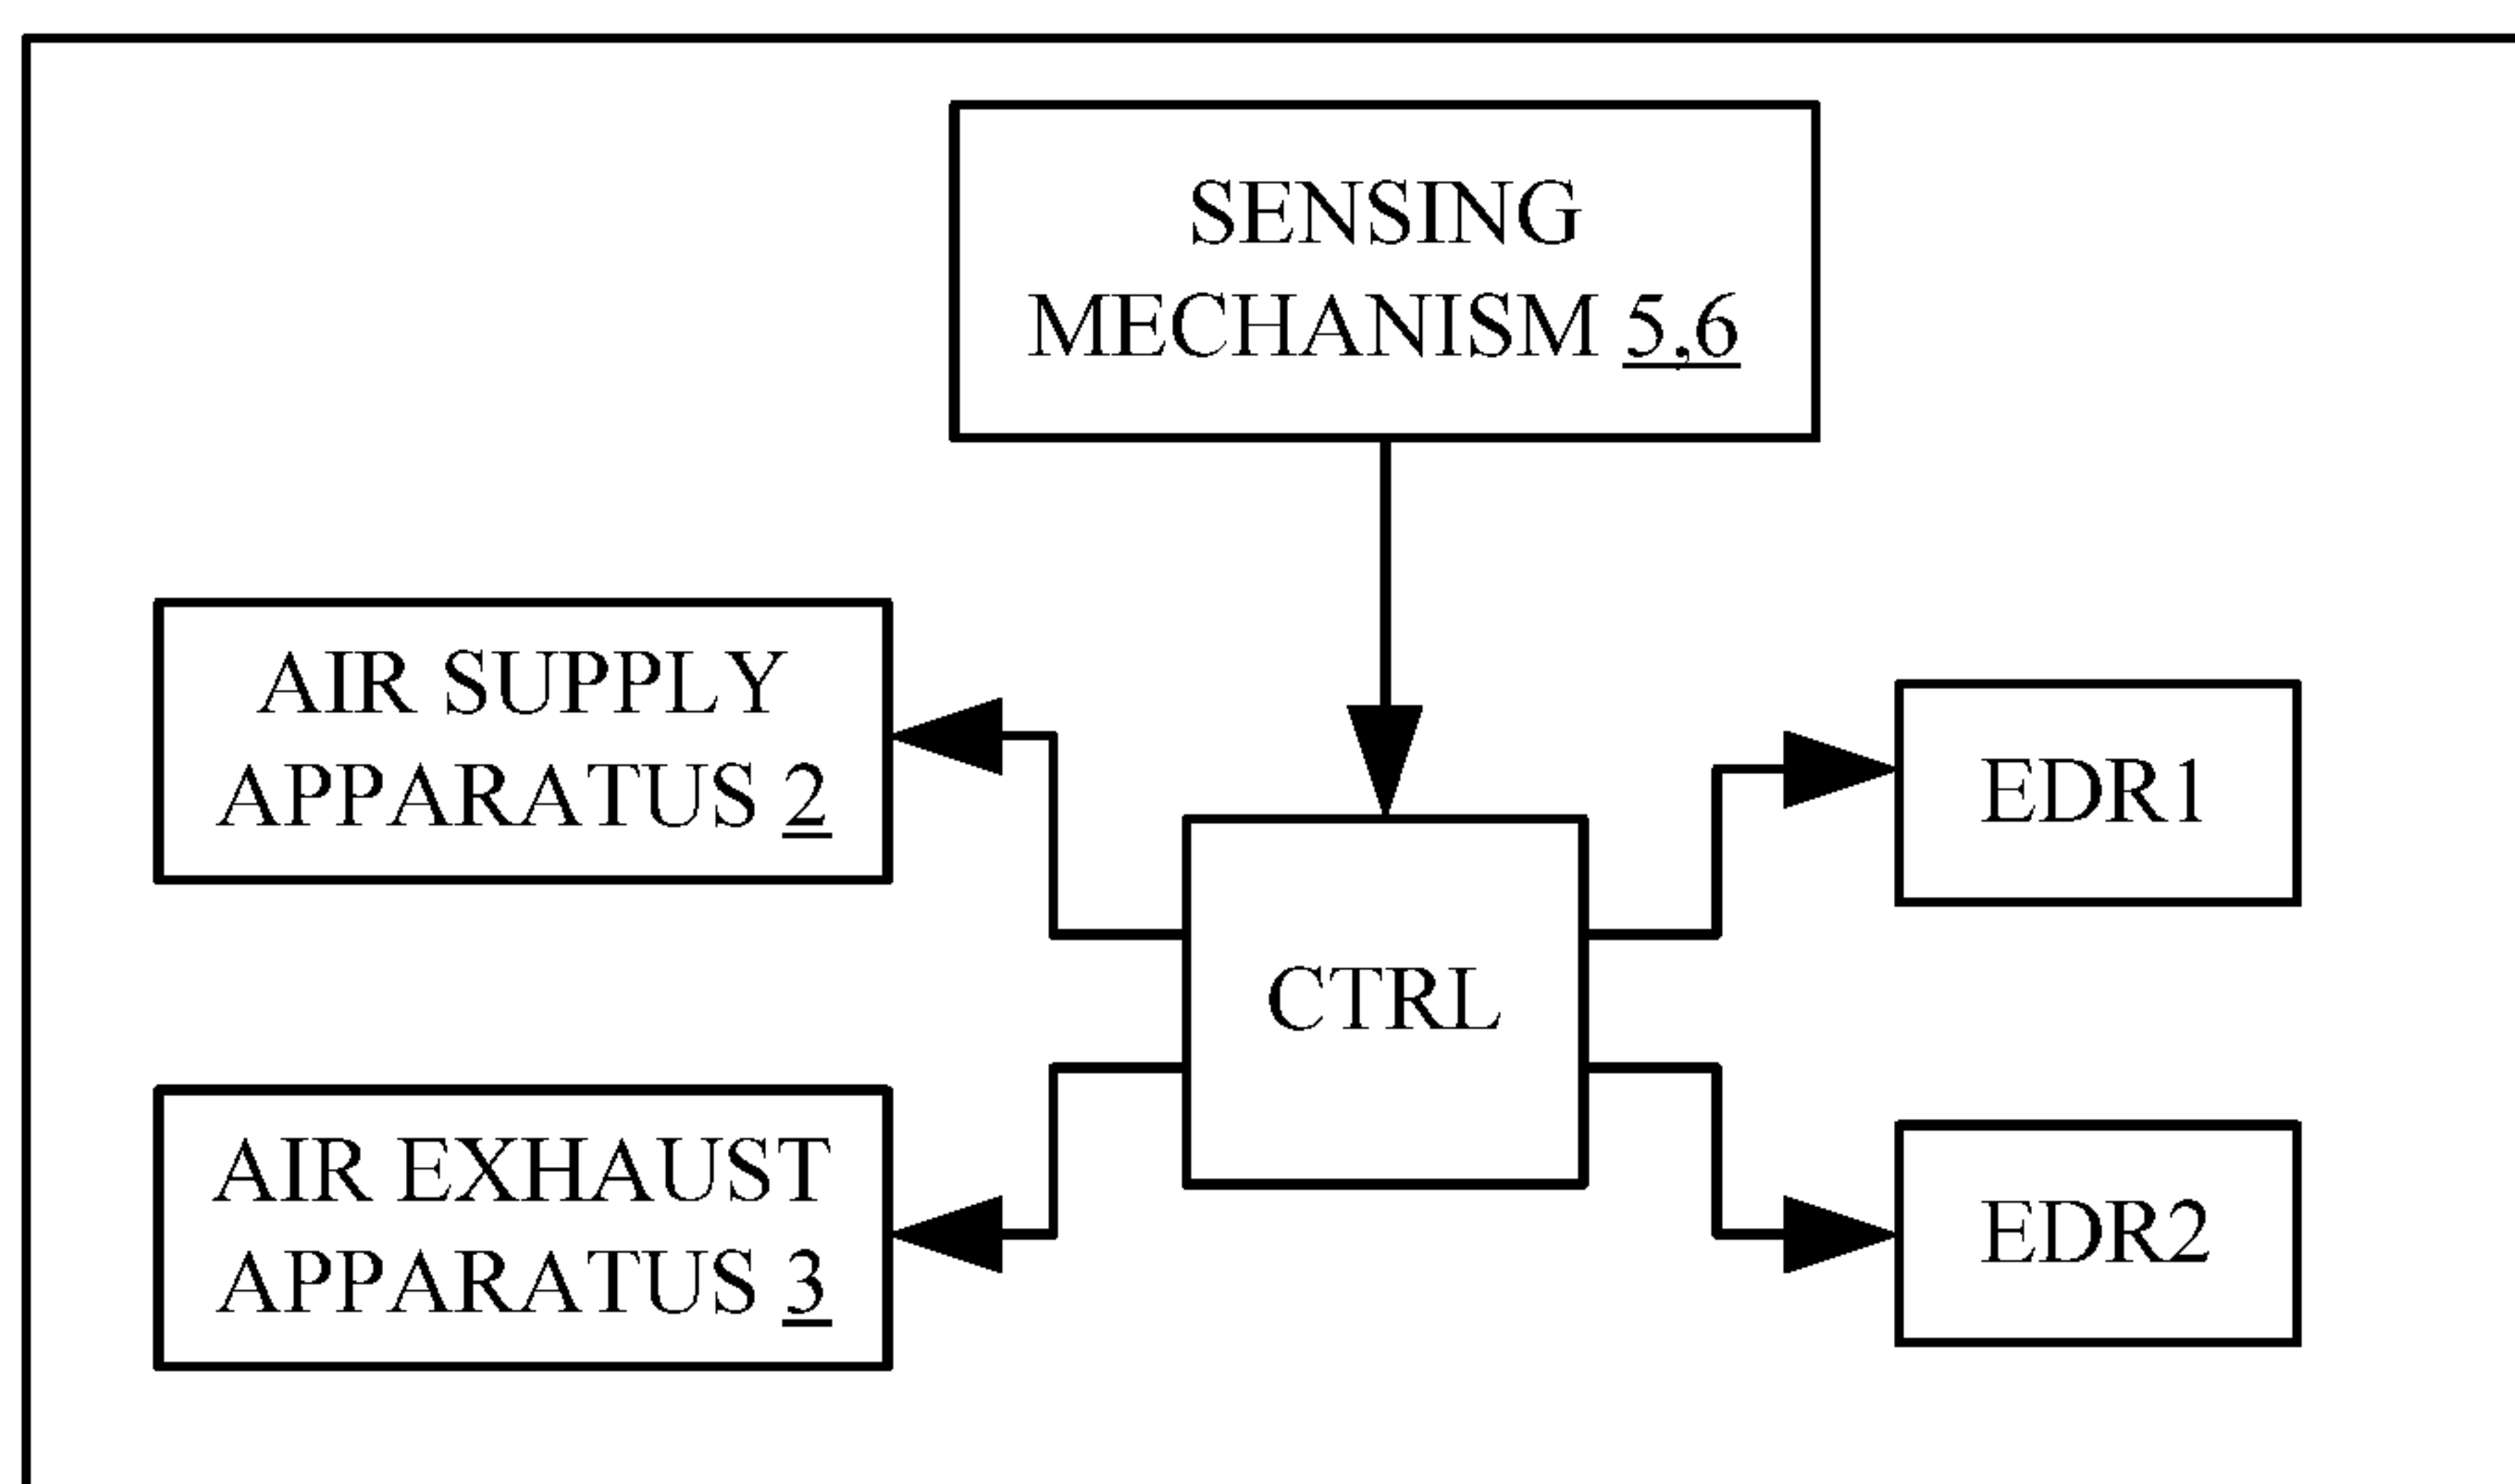 SENSING
MECHANISM 5,6
AIR SUPPLY
APPARATUS 2
EDR1
CTRL
AIR EXHAUST
APPARATUS 3
EDR2